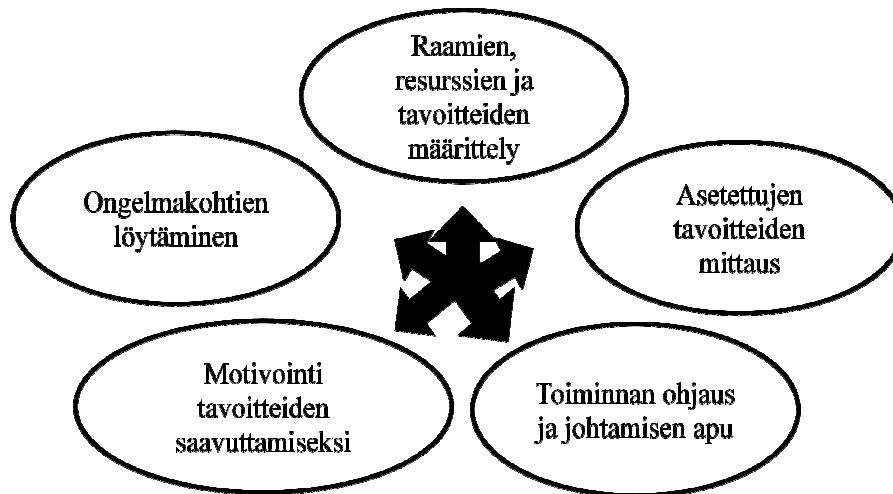 Raamien,
resurssien ja
tavoitteiden
määrittely
Ongelmakohtien
löytäminen
Asetettujen
tavoitteiden
mittaus
Motivointi
tavoitteiden
saavuttamiseksi
Toiminnan ohjaus
ja johtamisen apu